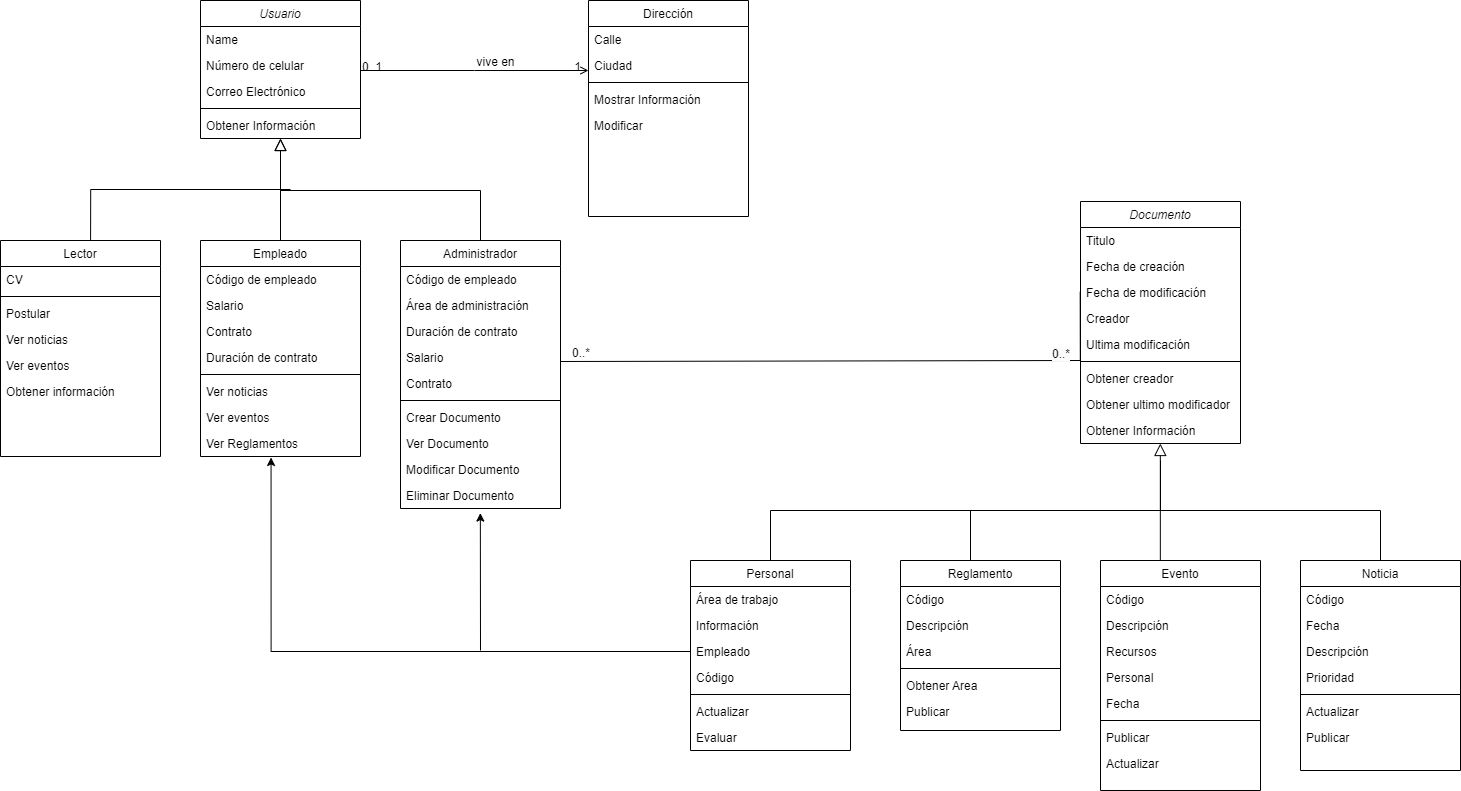 Usuario
Name
Número de celular
Correo Electrónico
Obtener Información
0..1
vive en
1
Dirección
Calle
Ciudad
Mostrar Información
Modificar
Lector
CV
Postular
Ver noticias
Ver eventos
Obtener información
Empleado
Código de empleado
Salario
Contrato
Duración de contrato
Ver noticias
Ver eventos
Ver Reglamentos
Administrador
Código de empleado
Área de administración
Duración de contrato
Salario
Contrato
Crear Documento
Ver Documento
Modificar Documento
Eliminar Documento
0..*
0..*
Documento
Titulo
Fecha de creación
Fecha de modificación
Creador
Ultima modificación
Obtener creador
Obtener ultimo modificador
Obtener Información
Personal
Área de trabajo
Información
Empleado
Código
Actualizar
Evaluar
Reglamento
Código
Descripción
Área
Obtener Area
Publicar
Evento
Código
Descripción
Recursos
Personal
Fecha
Publicar
Actualizar
Noticia
Código
Fecha
Descripción
Prioridad
Actualizar
Publicar